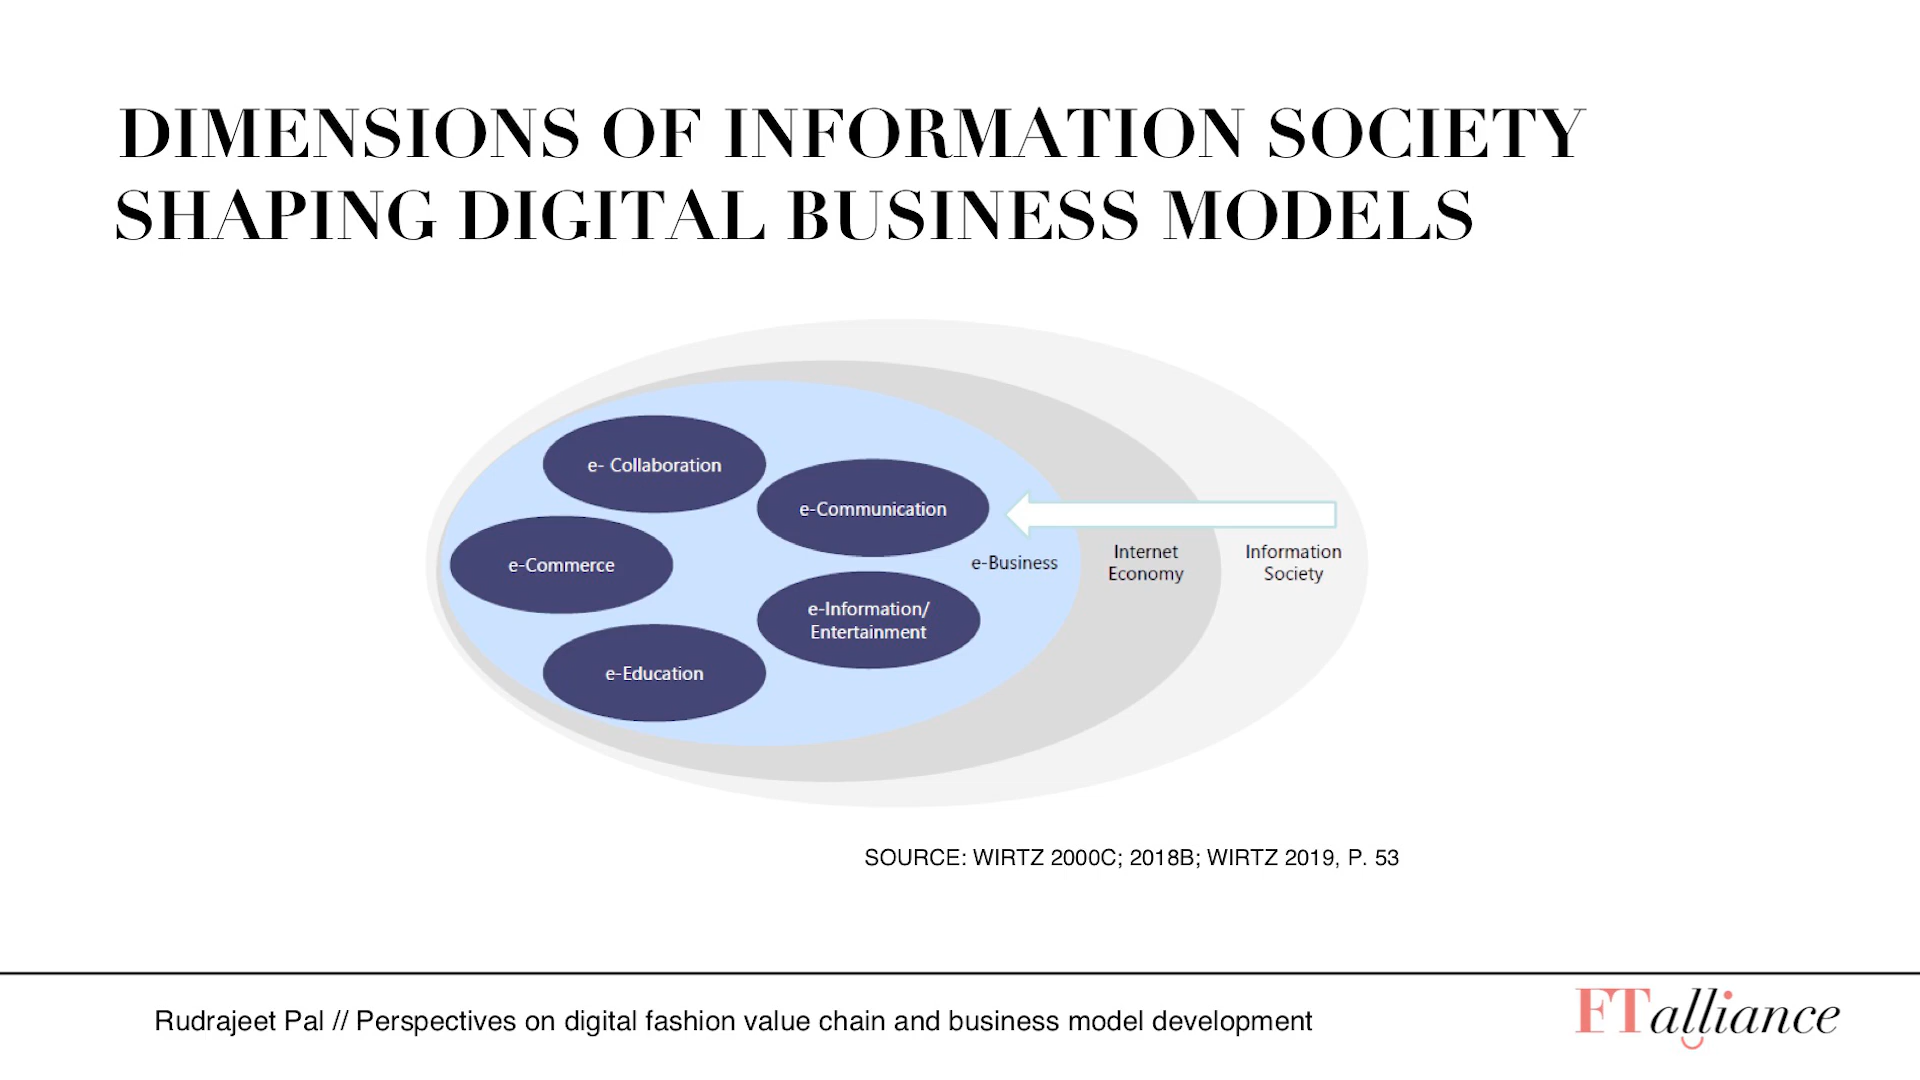 DIMENSIONS OF INFORMATION SOCIETY
SHAPING DIGITAL BUSINESS MODELS
e- Collaboration
e-Communication
e-Commerce
e-Business
Internet
Economy
Information
Society
e-Information/
Entertainment
e-Education
SOURCE: WIRTZ 2000C; 2018B; WIRTZ 2019, P. 53
Rudrajeet Pal // Perspectives on digital fashion value chain and business model development
FTalliance